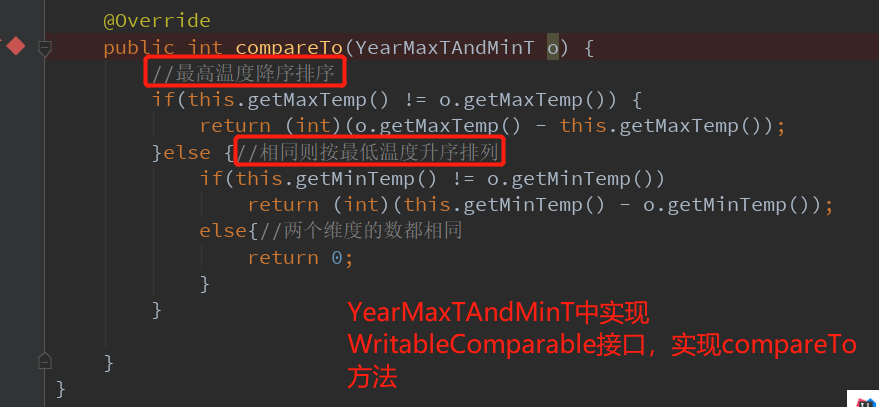 @Override
public int compareTo(YearMaxTAndMinT o) {
//最高温度降序排序
if(this.getMaxTemp() != o.getMaxTemp()) {
return (int)(o.getMaxTemp() - this.getMaxTemp());
}else {//相同则按最低温度升序排列
if(this.getMinTemp() != o.getMinTemp())
return (int)(this.getMinTemp() - o.getMinTemp());
else{//两个维度的数都相同
return 0;
}
}
YearMaxTAndMinT中实现
WritableComparable接口，实现compareTo
方法
}
}